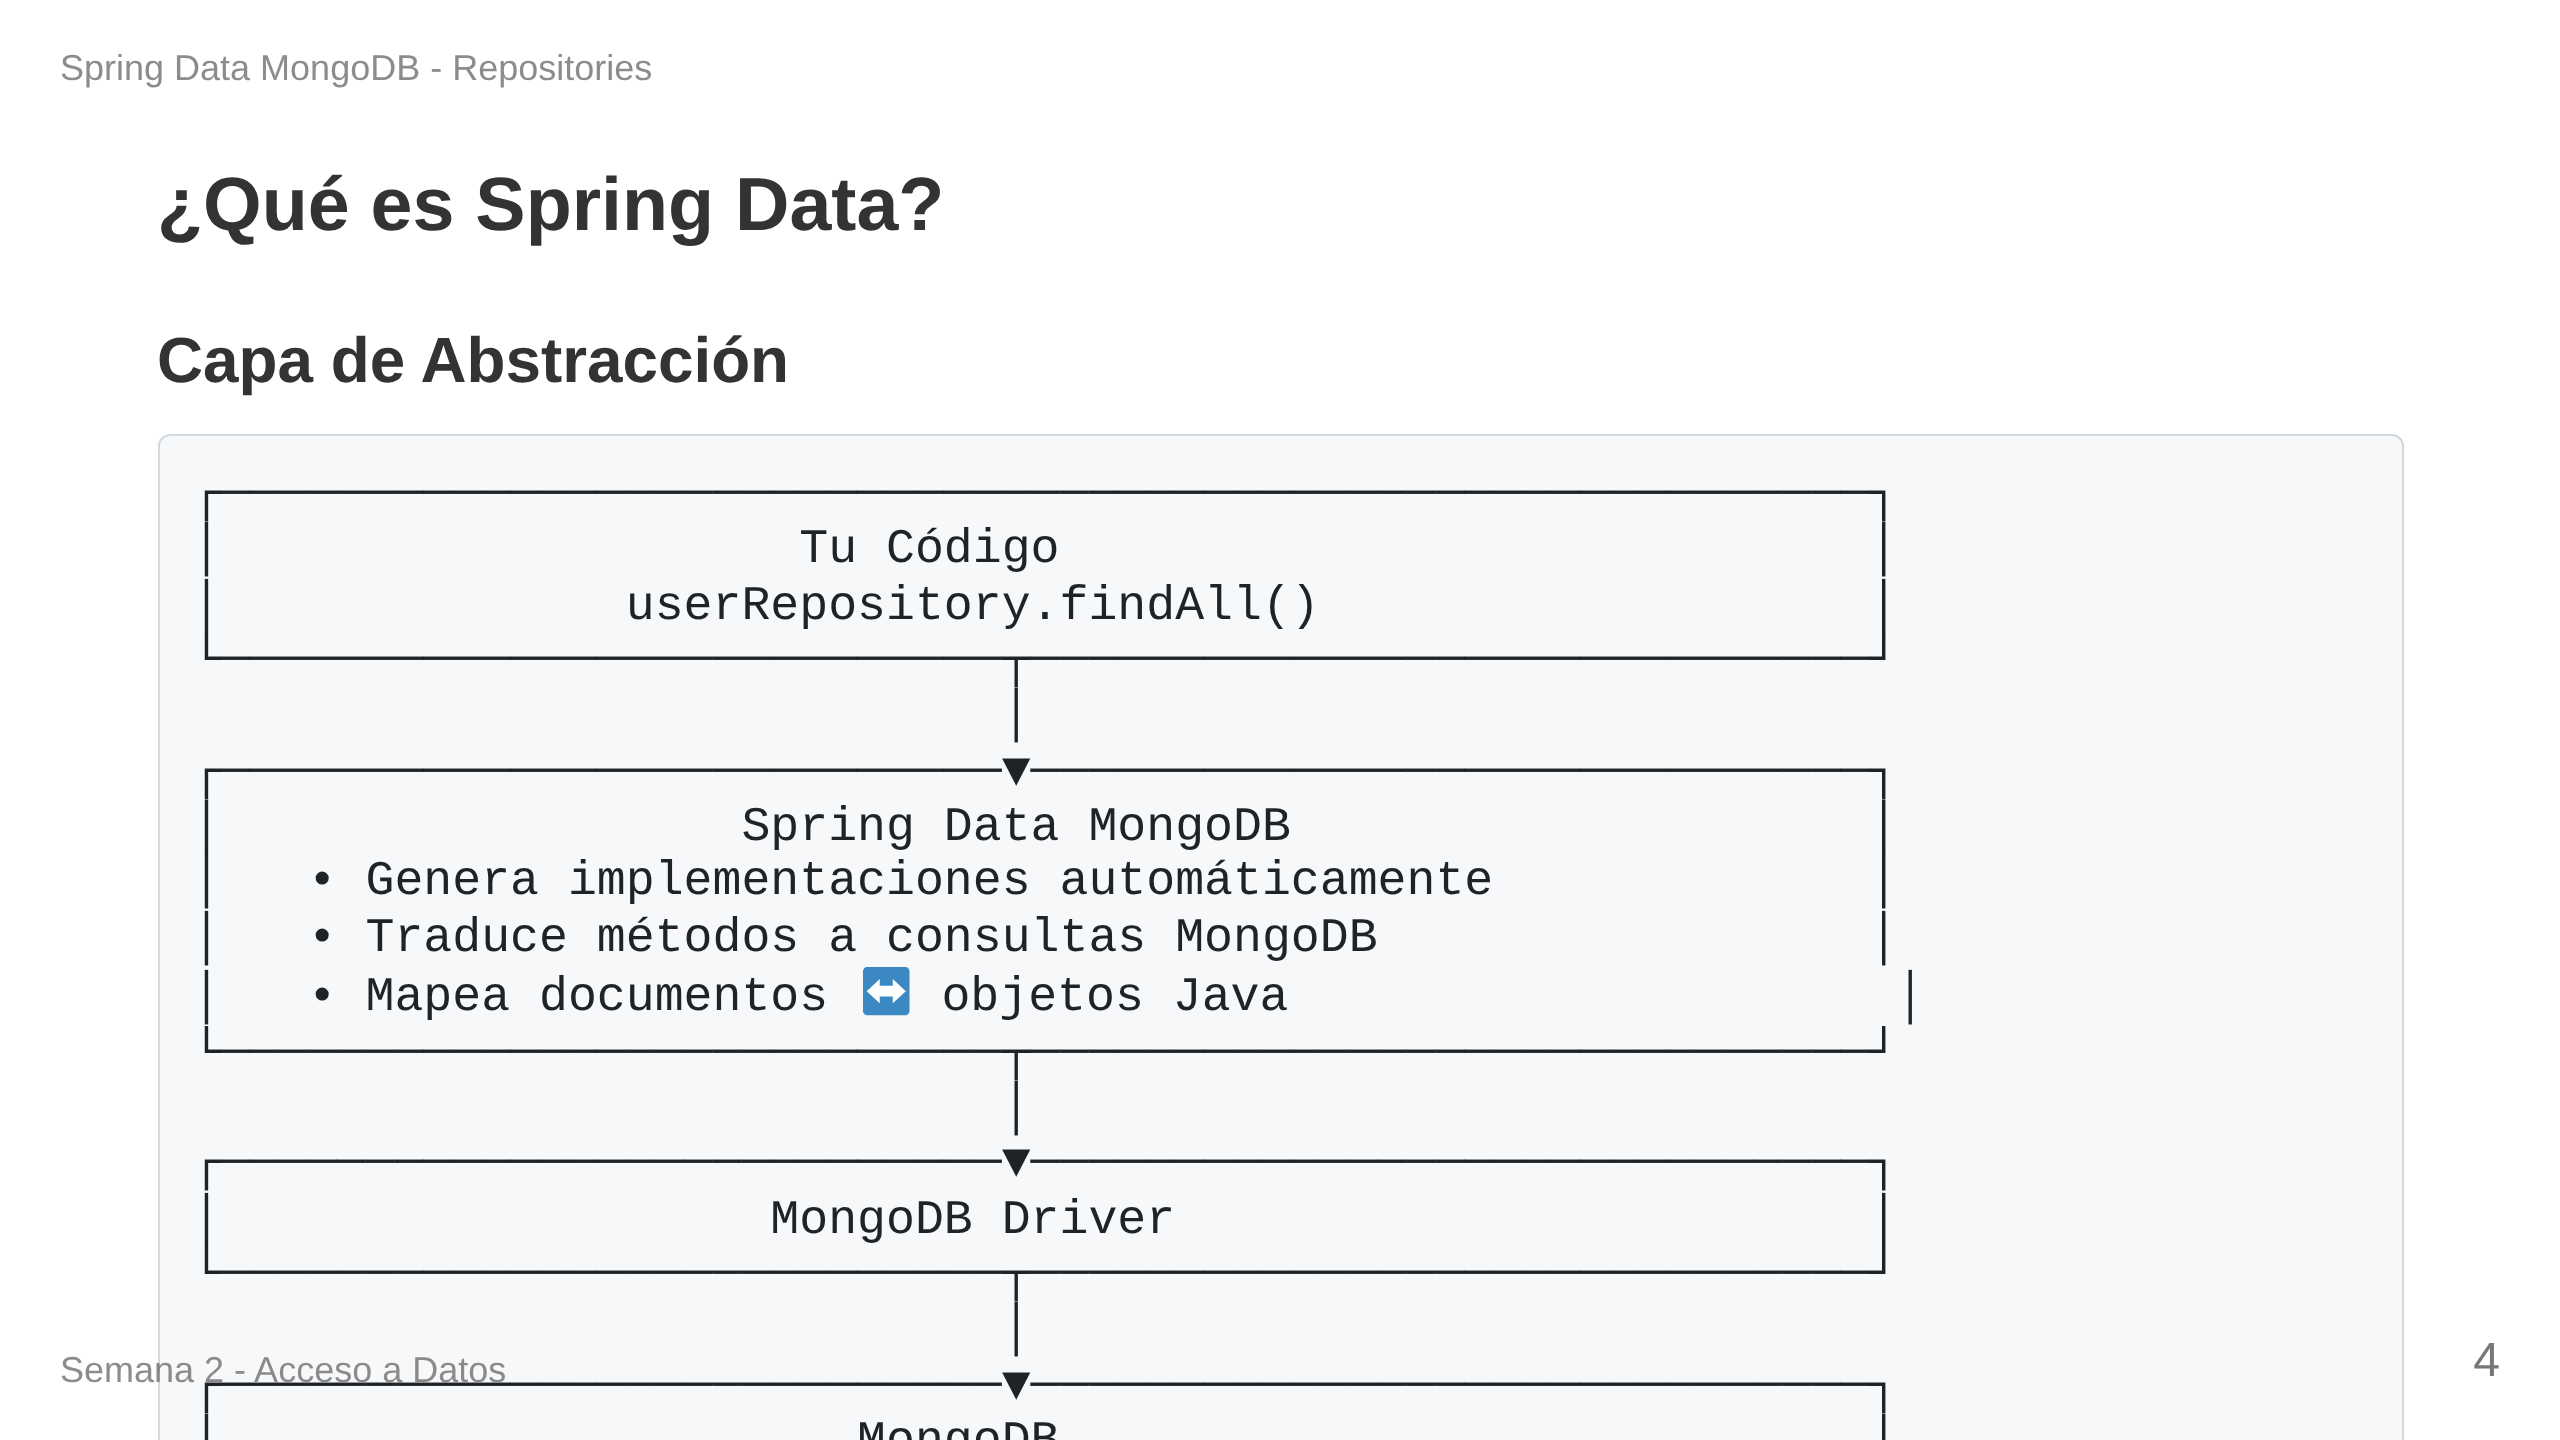 Spring Data MongoDB - Repositories
¿Qué es Spring Data?
Capa de Abstracción
Tu Código
userRepository.findAll()
Spring Data MongoDB
• Genera implementaciones automáticamente
• Traduce métodos a consultas MongoDB
• Mapea documentos ↔️ objetos Java
MongoDB Driver
Semana 2 - Acceso a Datos
4
MongoDB